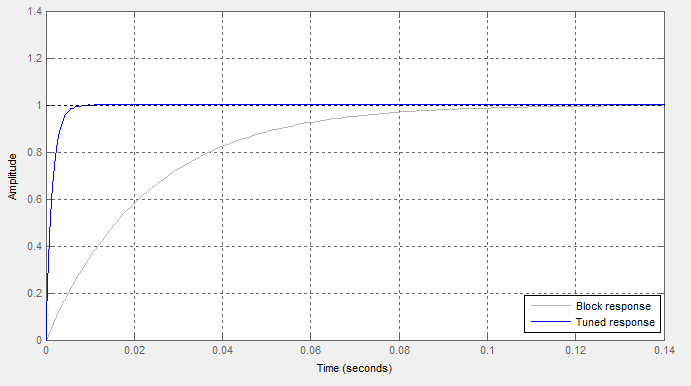 1.4
1.2
1
0.8
0.6
0.4
0.2
0
Amplitude
Block response
Tuned response
0 0.02 0.04 0.06 0.08 0.1 0.12 0.14
Time (seconds)